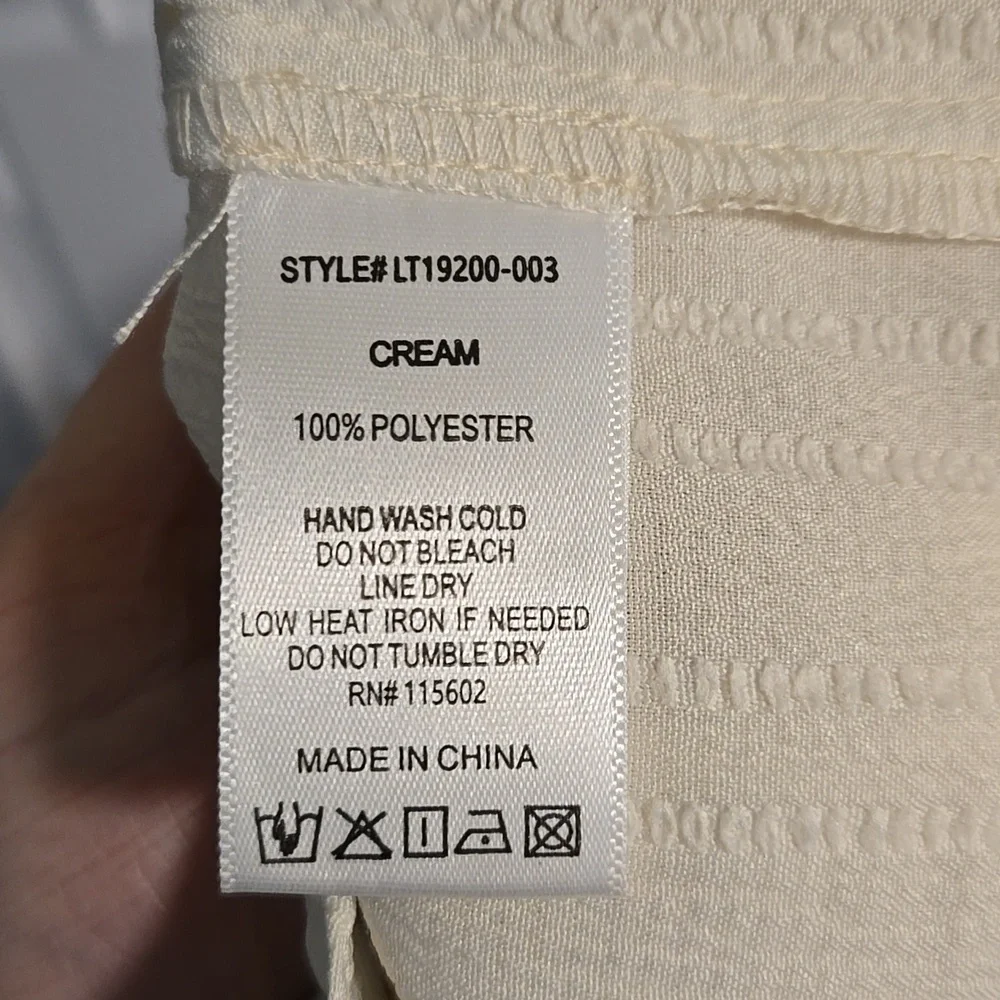 STYLE# LT19200-003
CREAM
100% POLYESTER
HAND WASH COLD
DO NOT BLEACH
LINE DRY
LOW HEAT IRON IF NEEDED
DO NOT TUMBLE DRY
RN# 115602
MADE IN CHINA